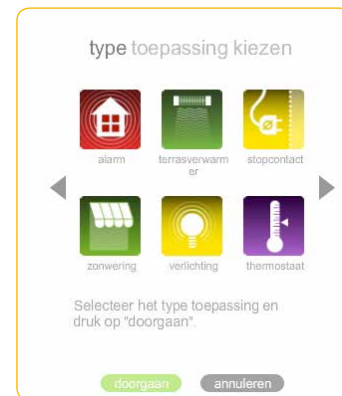 type toepassing kiezen
alarm
terrasverwarm
er
stopcontact
zonwering
verlichting
thermostaat
Selecteer het type toepassing en
druk op "doorgaan".
doorgaan
annuleren